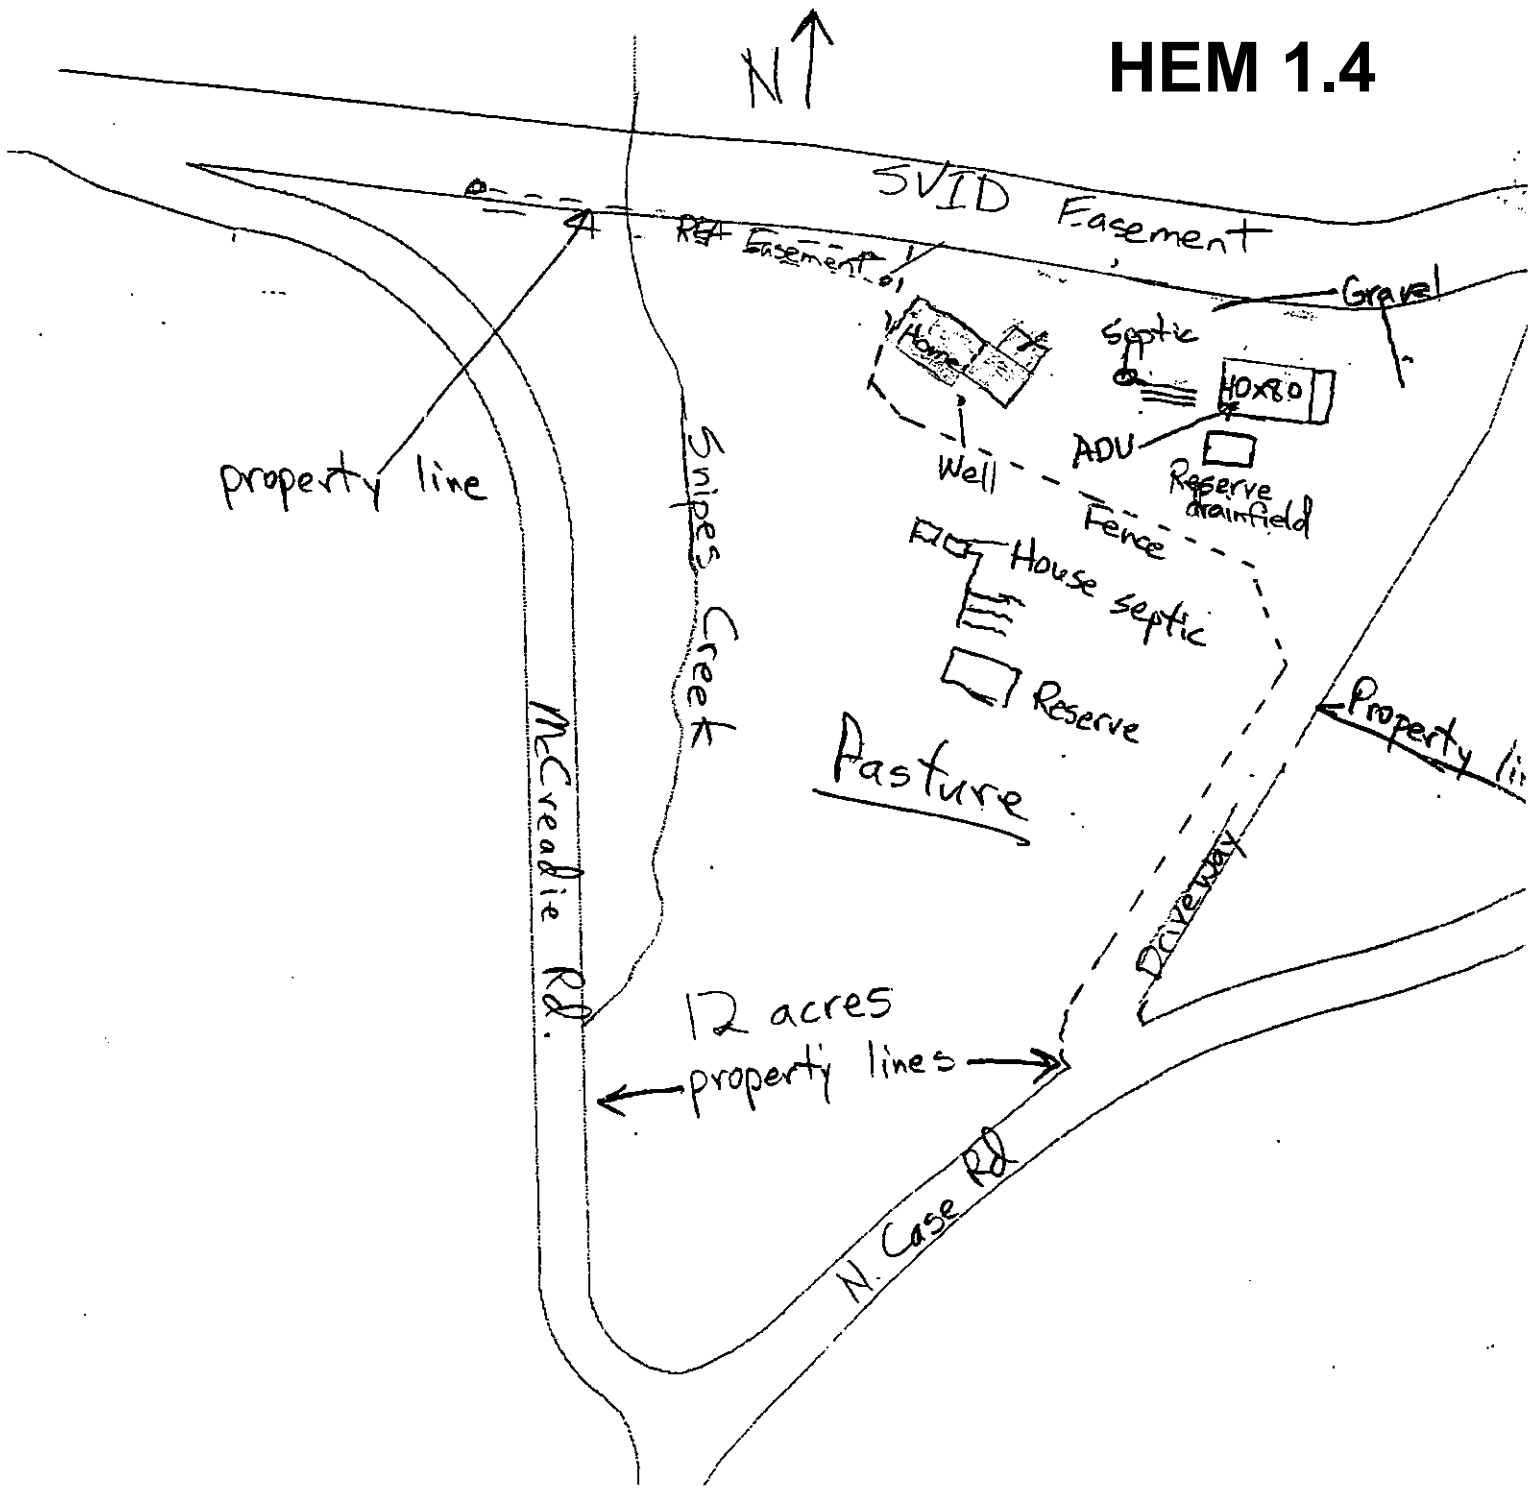 HEM 1.4
N
SVID
Easement
REA Easement
Gravel
Home
Septic
40x80
property line
Snipes Creek
Well
ADU
Reserve
drainfield
Fence
House septic
Reserve
Property
Pasture
McCreadie Rd.
Driveway
12 acres
property lines
N. Case Rd